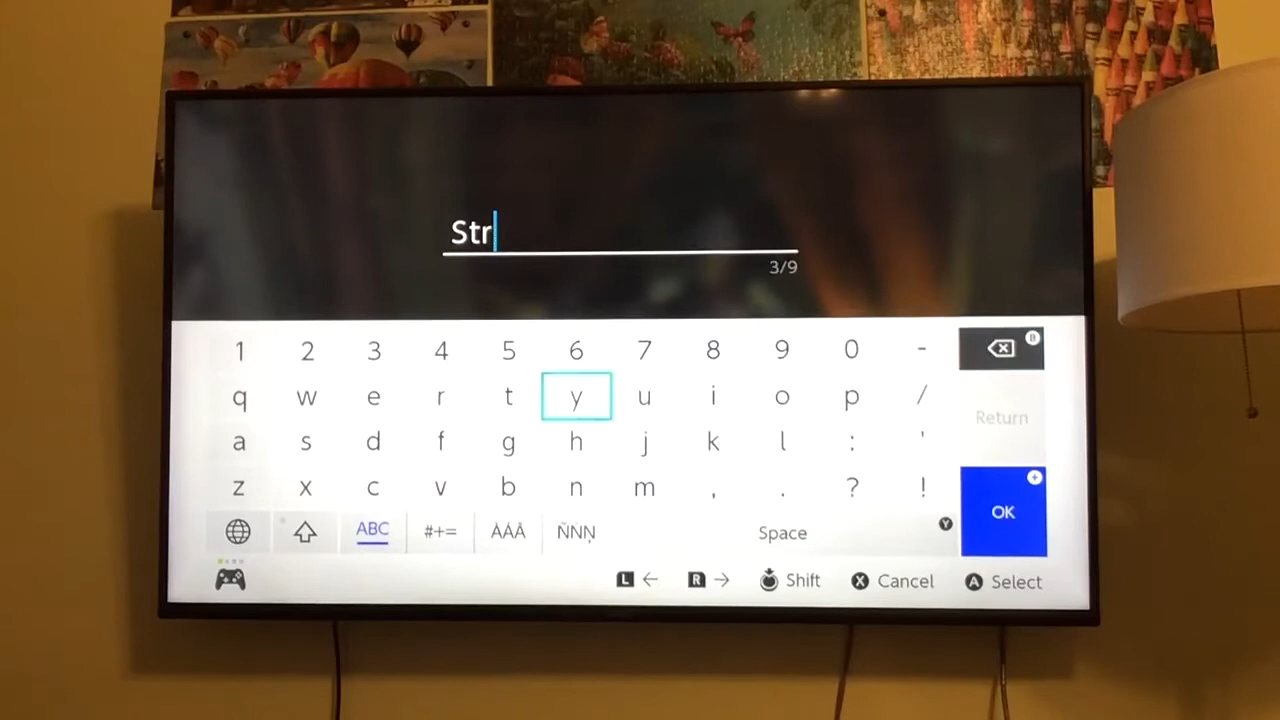 Str
3/9
1 2 3 4 5 6 7 8 9 0 - B
q w e r t y u i o p / Return
a s d f g h j k l : '
z x c v b n m , . ? ! + OK
ABC #+= ÀÁÂ ÑŃŅ Space Y
L ← R → Shift X Cancel A Select